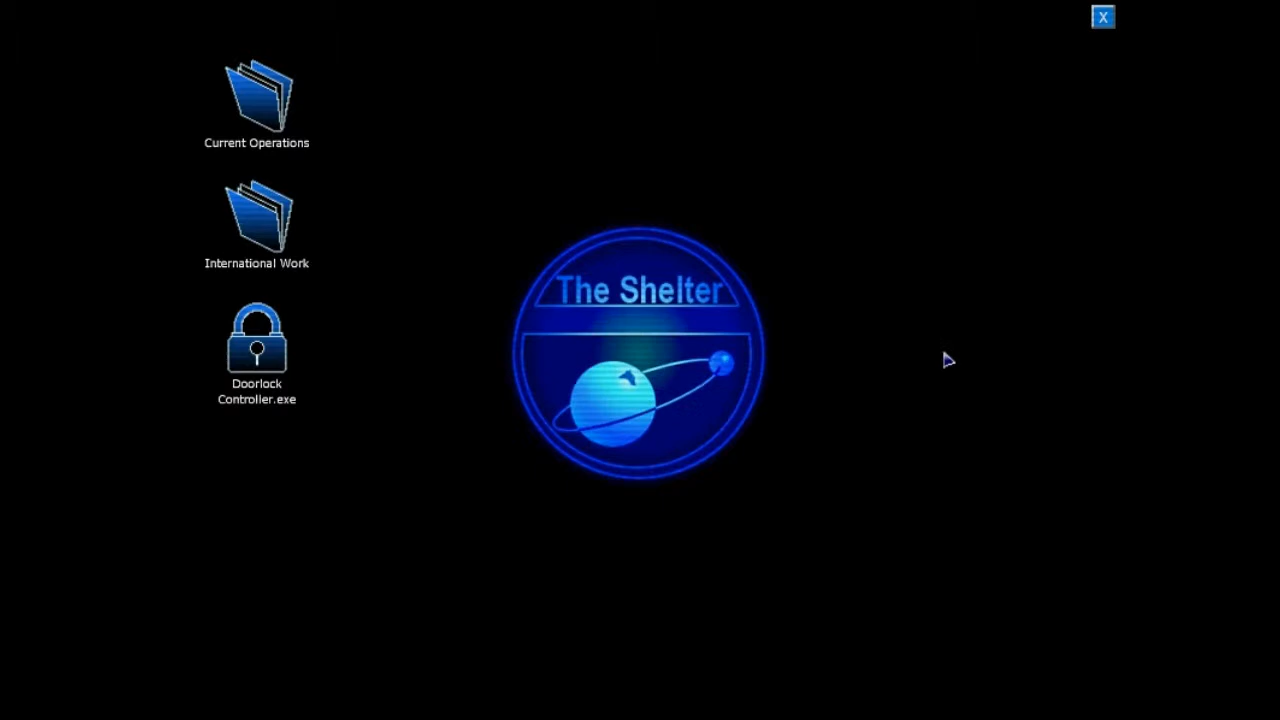 X
Current Operations
International Work
The Shelter
Doorlock
Controller.exe